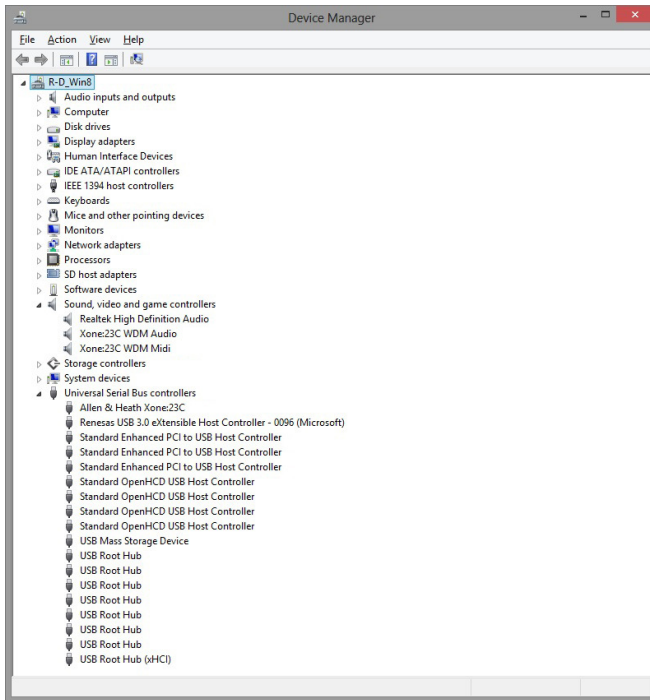 Device Manager
File Action View Help
R-D_Win8
Audio inputs and outputs
Computer
Disk drives
Display adapters
Human Interface Devices
IDE ATA/ATAPI controllers
IEEE 1394 host controllers
Keyboards
Mice and other pointing devices
Monitors
Network adapters
Processors
SD host adapters
Software devices
Sound, video and game controllers
Realtek High Definition Audio
Xone:23C WDM Audio
Xone:23C WDM Midi
Storage controllers
System devices
Universal Serial Bus controllers
Allen & Heath Xone:23C
Renesas USB 3.0 eXtensible Host Controller - 0096 (Microsoft)
Standard Enhanced PCI to USB Host Controller
Standard Enhanced PCI to USB Host Controller
Standard Enhanced PCI to USB Host Controller
Standard OpenHCD USB Host Controller
Standard OpenHCD USB Host Controller
Standard OpenHCD USB Host Controller
Standard OpenHCD USB Host Controller
USB Mass Storage Device
USB Root Hub
USB Root Hub
USB Root Hub
USB Root Hub
USB Root Hub
USB Root Hub
USB Root Hub
USB Root Hub (xHCI)